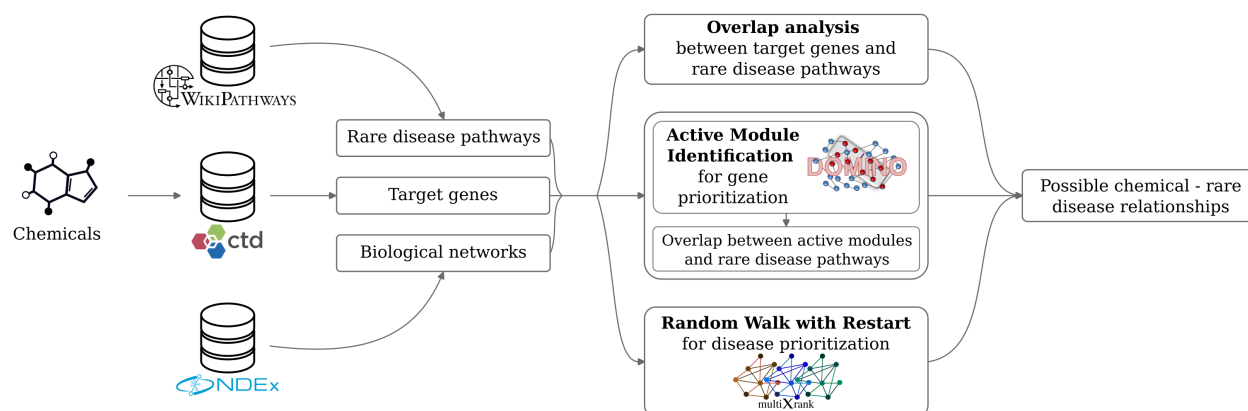 WIKIPATHWAYS
Chemicals
ctd
NDEx
Rare disease pathways
Target genes
Biological networks
Overlap analysis
between target genes and
rare disease pathways
Active Module
Identification
for gene
prioritization
DOMINO
Overlap between active modules
and rare disease pathways
Random Walk with Restart
for disease prioritization
multiXrank
Possible chemical - rare
disease relationships